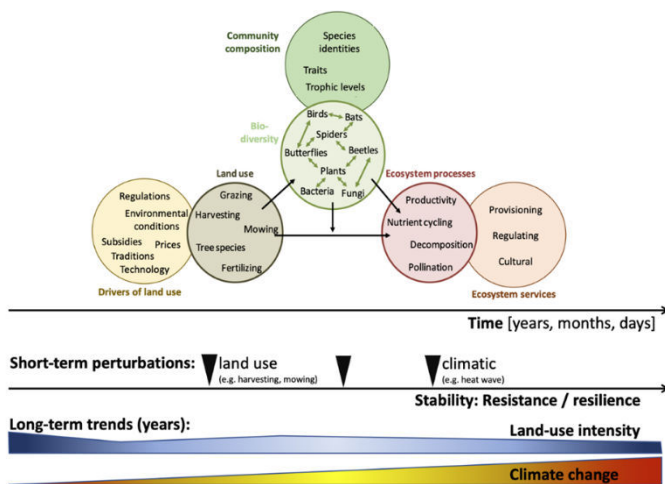 Community
composition
Species
identities
Traits
Trophic levels
Bio-
diversity
Birds
Bats
Spiders
Butterflies
Beetles
Plants
Bacteria
Fungi
Land use
Grazing
Harvesting
Mowing
Tree species
Fertilizing
Ecosystem processes
Productivity
Nutrient cycling
Decomposition
Pollination
Regulations
Environmental
conditions
Subsidies
Prices
Traditions
Technology
Drivers of land use
Provisioning
Regulating
Cultural
Ecosystem services
Time [years, months, days]
Short-term perturbations:
land use
(e.g. harvesting, mowing)
climatic
(e.g. heat wave)
Stability: Resistance / resilience
Long-term trends (years):
Land-use intensity
Climate change